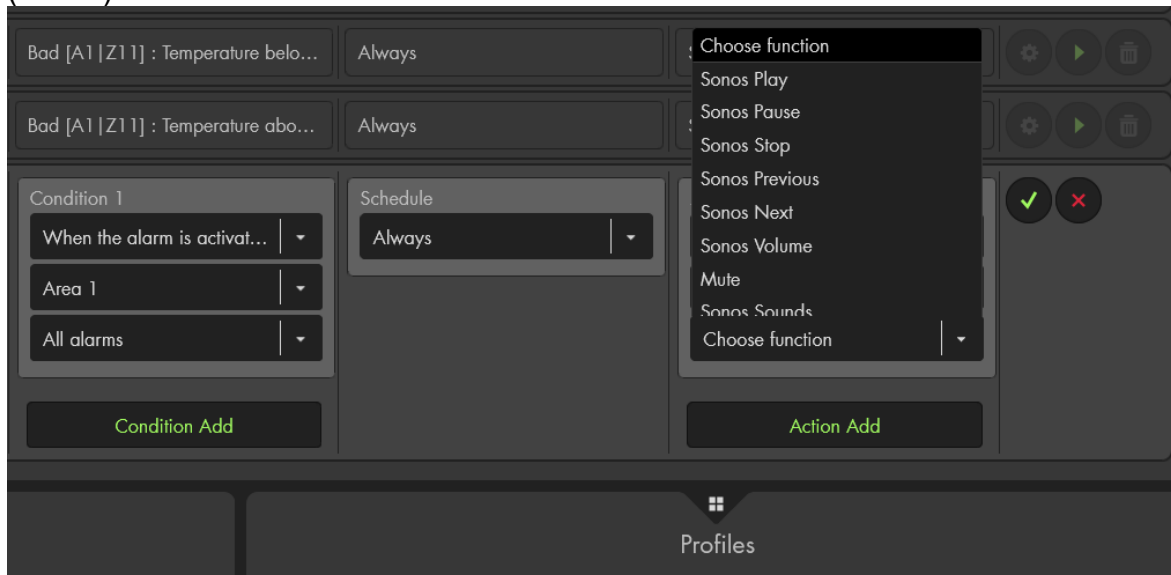 Bad [A1|Z11] : Temperature belo...
Always
Choose function
Sonos Play
Bad [A1|Z11] : Temperature abo...
Always
Sonos Pause
Sonos Stop
Sonos Previous
Sonos Next
Sonos Volume
Mute
Sonos Sounds
Choose function
Condition 1
When the alarm is activat...
Area 1
All alarms
Schedule
Always
Condition Add
Action Add
Profiles